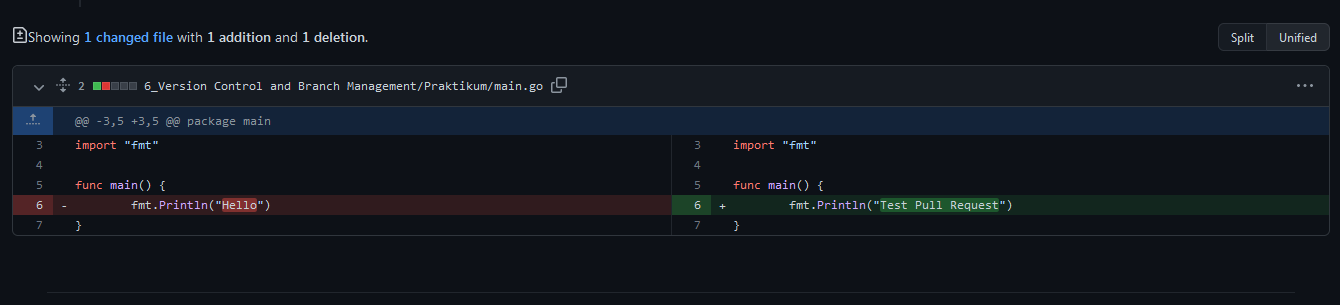 Showing 1 changed file with 1 addition and 1 deletion.
Split Unified
2 6_Version Control and Branch Management/Praktikum/main.go
@@ -3,5 +3,5 @@ package main
3 import "fmt"
4
5 func main() {
6 - fmt.Println("Hello")
7 }
3 import "fmt"
4
5 func main() {
6 + fmt.Println("Test Pull Request")
7 }